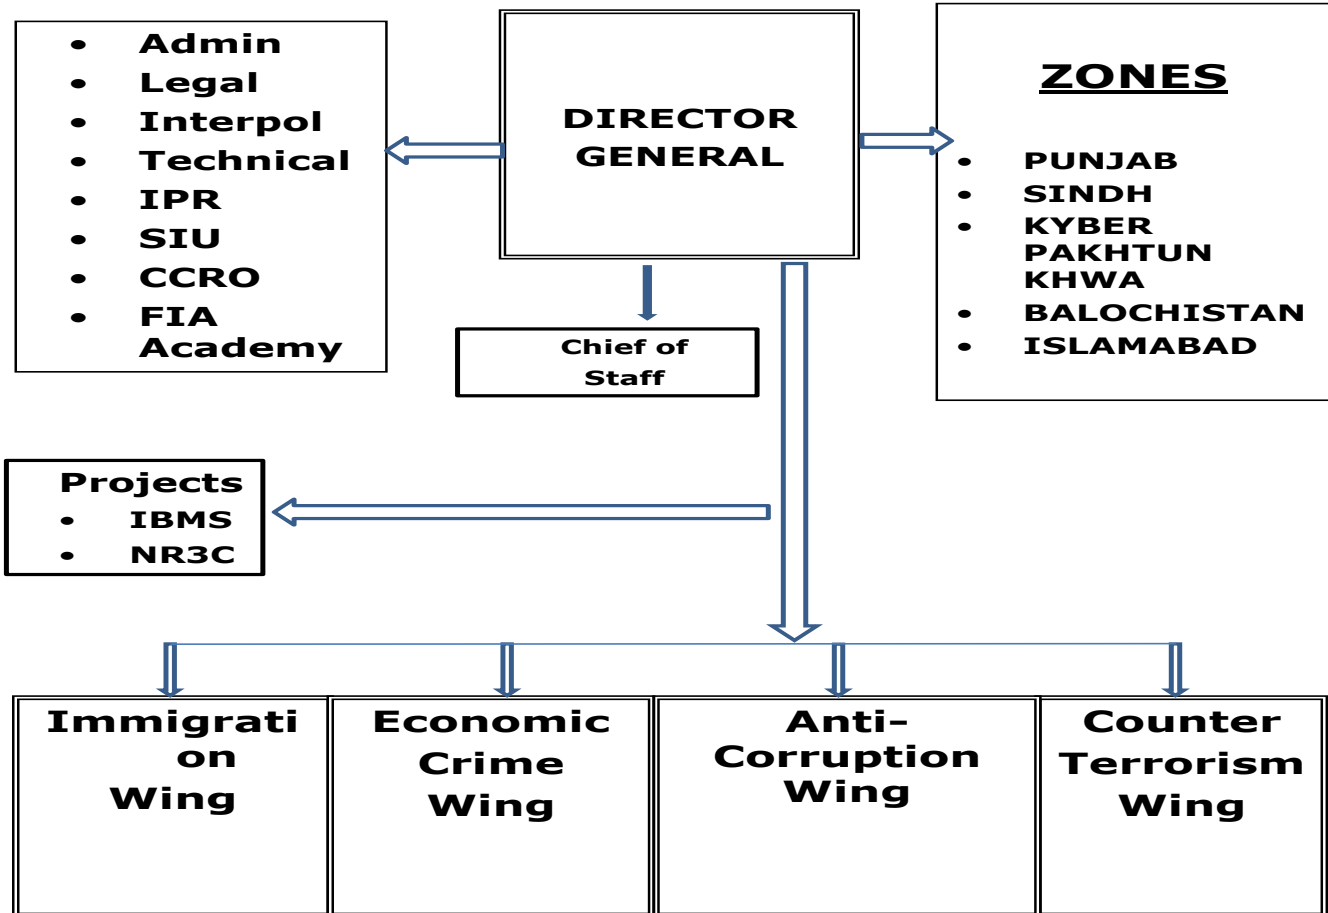 • Admin
• Legal
• Interpol
• Technical
• IPR
• SIU
• CCRO
• FIA
Academy
DIRECTOR
GENERAL
ZONES
• PUNJAB
• SINDH
• KYBER
PAKHTUN
KHWA
• BALOCHISTAN
• ISLAMABAD
Chief of
Staff
Projects
• IBMS
• NR3C
Immigrati
on
Wing
Economic
Crime
Wing
Anti-
Corruption
Wing
Counter
Terrorism
Wing